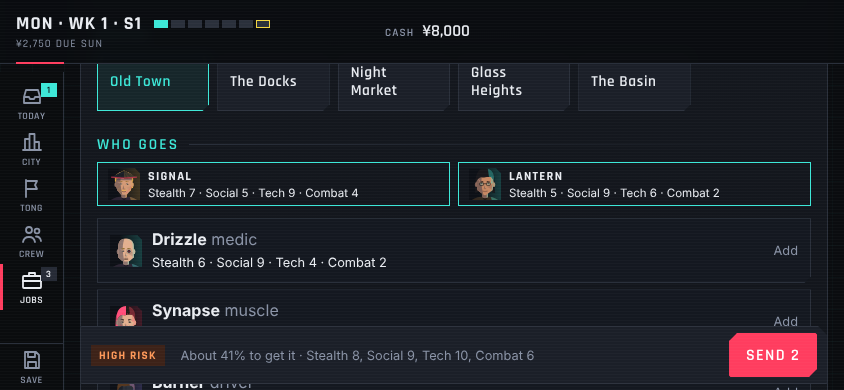 MON · WK 1 · S1
¥2,750 DUE SUN
CASH ¥8,000
1
TODAY
CITY
TONG
CREW
3
JOBS
SAVE
Old Town
The Docks
Night
Market
Glass
Heights
The Basin
WHO GOES
SIGNAL
Stealth 7 · Social 5 · Tech 9 · Combat 4
LANTERN
Stealth 5 · Social 9 · Tech 6 · Combat 2
Drizzle medic
Stealth 6 · Social 9 · Tech 4 · Combat 2
Add
Synapse muscle
Add
HIGH RISK
About 41% to get it · Stealth 8, Social 9, Tech 10, Combat 6
SEND 2